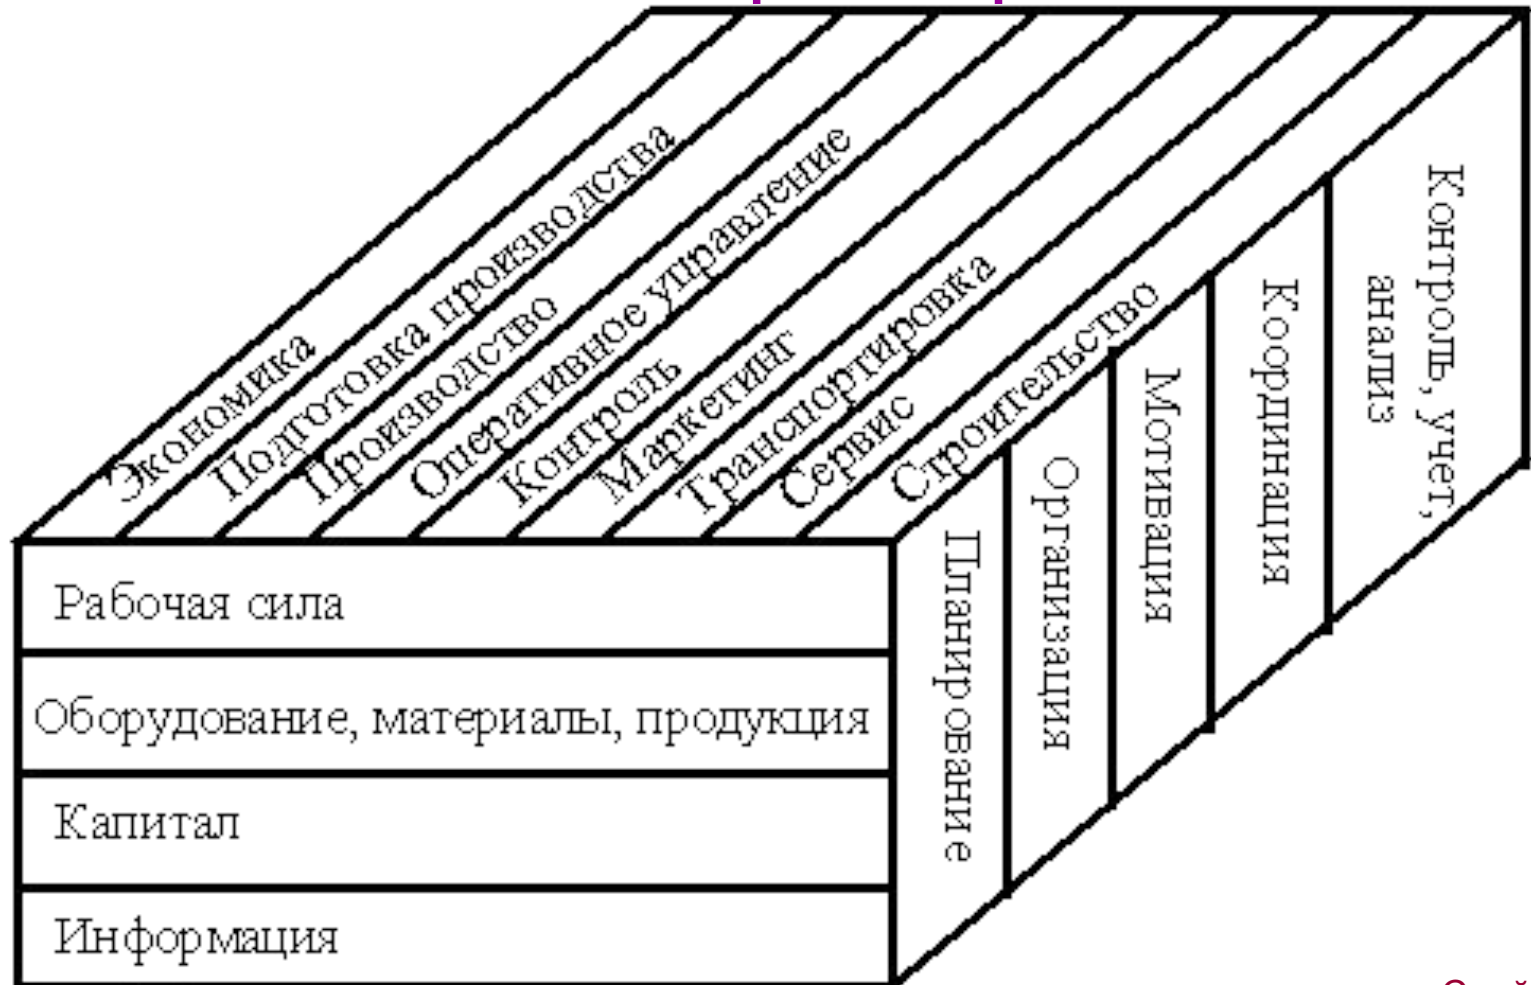 Экономика
Подготовка производства
Производство
Оперативное управление
Контроль
Маркетинг
Транспортировка
Сервис
Строительство
Рабочая сила
Оборудование, материалы, продукция
Капитал
Информация
Планирование
Организация
Мотивация
Координация
Контроль, учет,
анализ